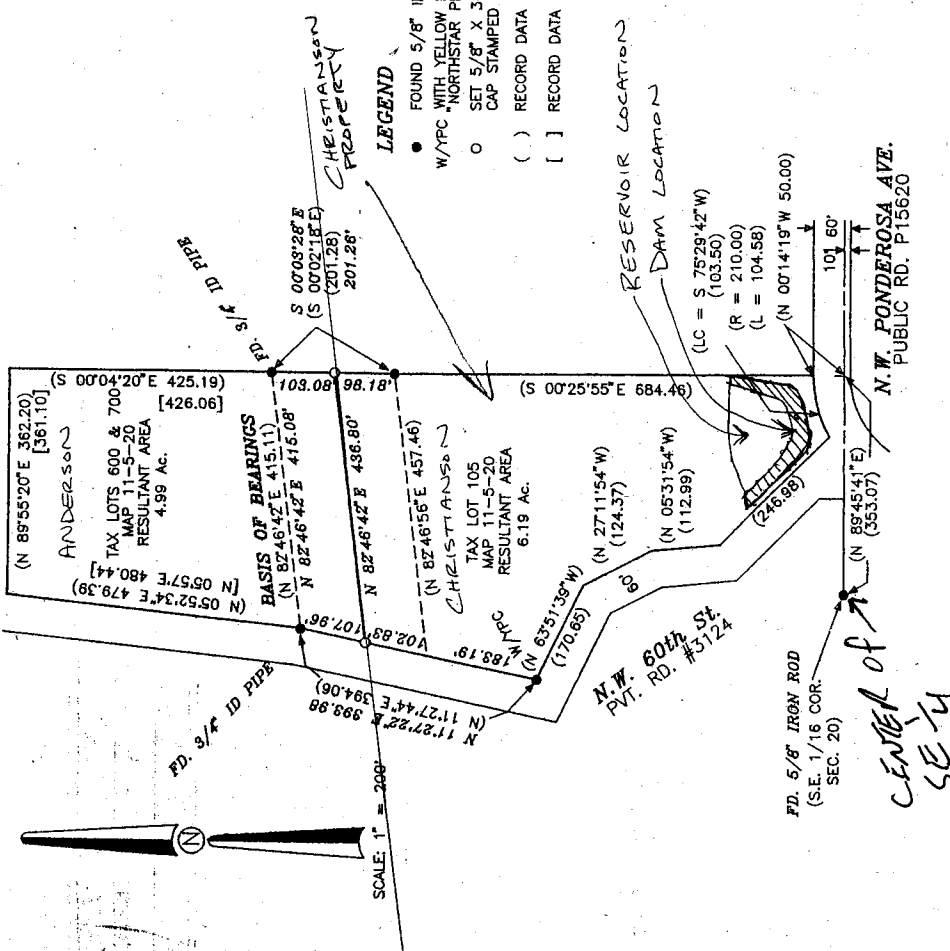 (N 89°55'20"E 362.20)
[361.10]
ANDERSON
TAX LOTS 600 & 700
MAP 11-5-20
RESULTANT AREA
4.99 Ac.
(S 00°04'20"E 425.19)
[426.06]
(N 05°52'34"E 479.39)
[N 05°57'E 480.44]
BASIS OF BEARINGS
(N 82°46'42"E 415.11)
N 82°46'42"E 415.08'
FD. 3/4" ID PIPE
FD. 3/4" ID PIPE
S 00°03'28"E
(S 00°02'18"E)
(201.28)
201.26'
103.08'
98.18'
107.96'
102.83'
N 82°46'42"E 436.80'
(N 82°46'56"E 457.46)
CHRISTIANSON
PROPERTY
CHRISTIANSON
TAX LOT 105
MAP 11-5-20
RESULTANT AREA
6.19 Ac.
183.19'
W/YPC
N 11°27'22"E 393.98
(N 11°27'44"E 394.06)
(S 00°25'55"E 684.46)
(N 63°51'39"W)
(170.65)
(N 27°11'54"W)
(124.37)
(N 05°31'54"W)
(112.99)
60'
(246.98)
N.W. 60th St.
PVT. RD. #3124
LEGEND
● FOUND 5/8"
W/YPC WITH YELLOW
"NORTHSTAR
○ SET 5/8" X
CAP STAMPED
( ) RECORD DATA
[ ] RECORD DATA
RESERVOIR LOCATION
DAM LOCATION
(LC = S 75°29'42"W)
(103.50)
(R = 210.00)
(L = 104.58)
(N 00°14'19"W 50.00)
10'
60'
N.W. PONDEROSA AVE.
PUBLIC RD. P15620
(N 89°45'41"E)
(353.07)
FD. 5/8" IRON ROD
(S.E. 1/16 COR.
SEC. 20)
CENTER of
SE 1/4
N
SCALE: 1" = 200'